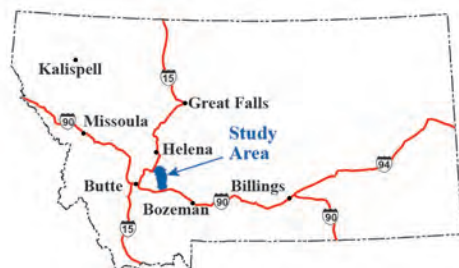 Kalispell
15
Great Falls
90
Missoula
Helena
Study
Area
Butte
Billings
94
Bozeman
90
15
90